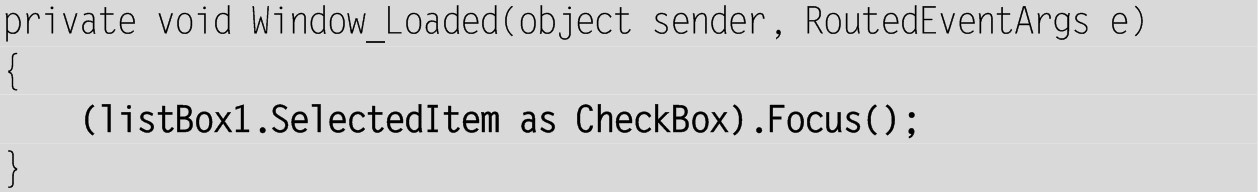 private void Window_Loaded(object sender, RoutedEventArgs e)
{
    (listBox1.SelectedItem as CheckBox).Focus();
}